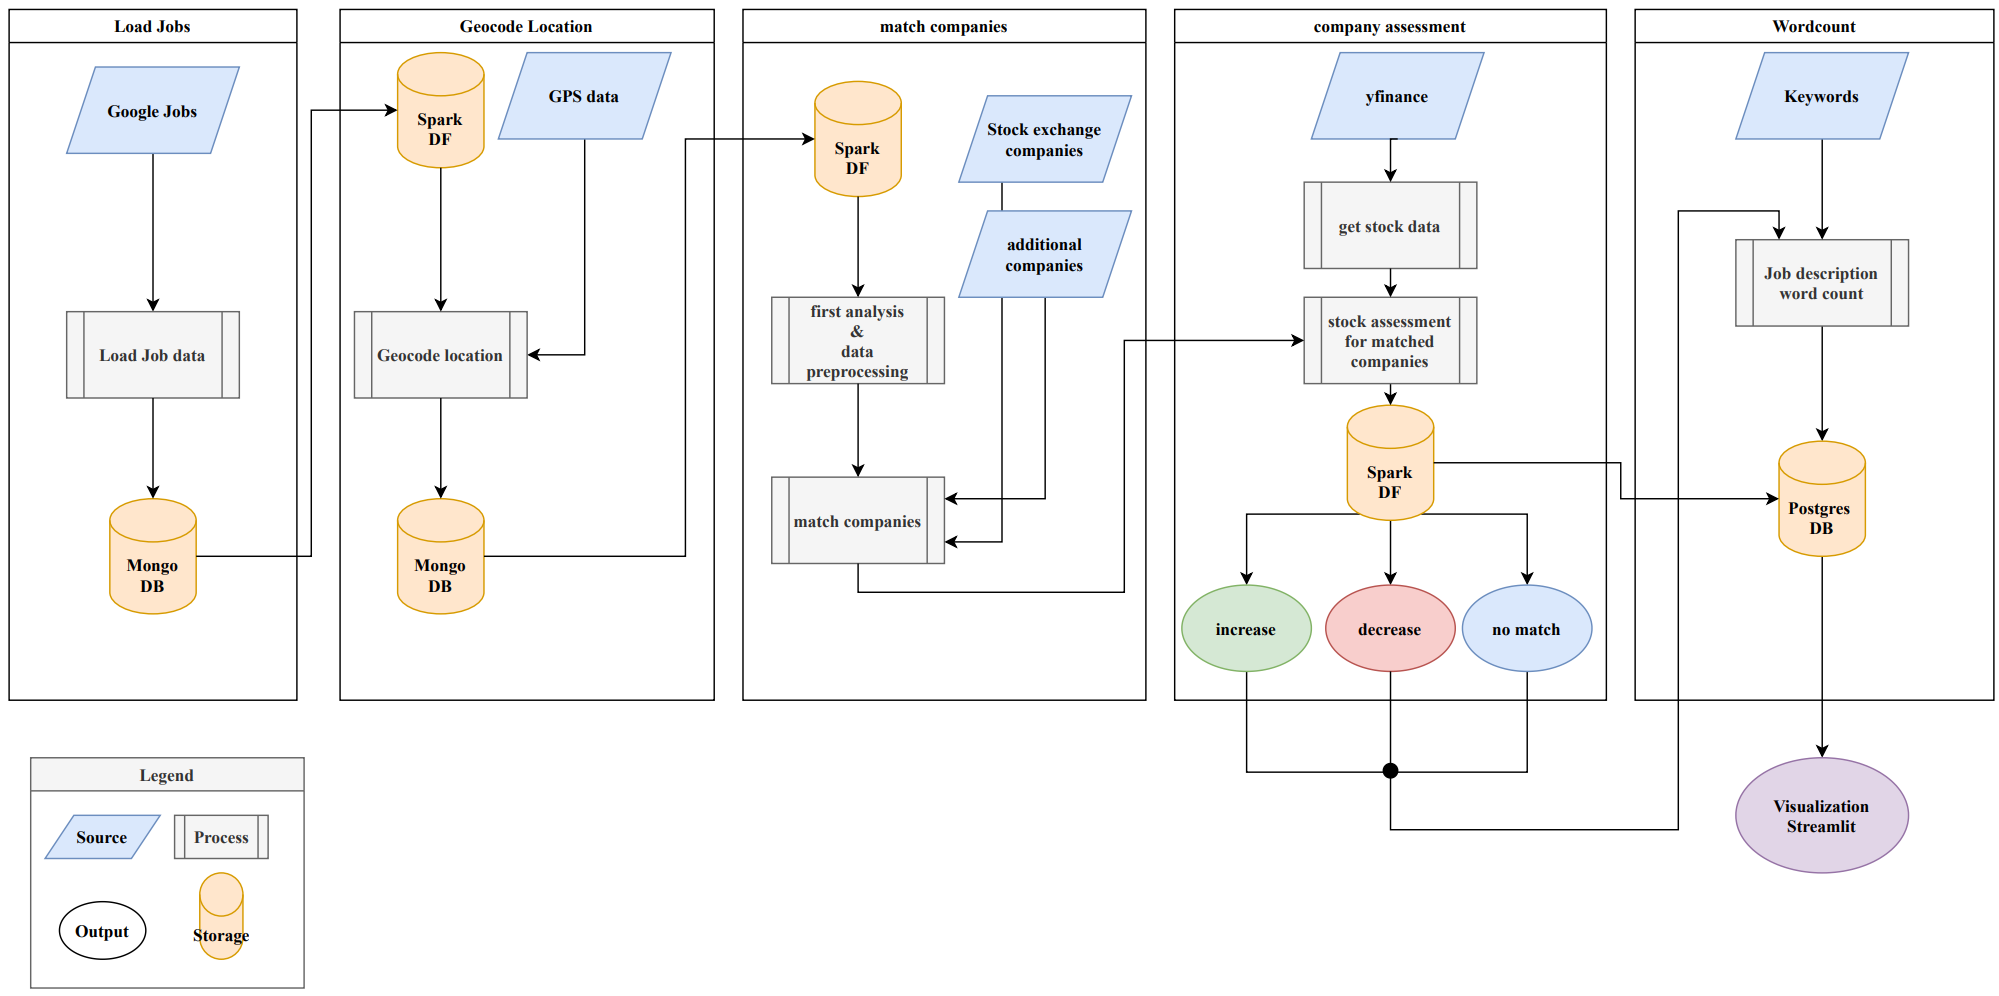 Load Jobs
Google Jobs
Load Job data
Mongo
DB
Geocode Location
Spark
DF
GPS data
Geocode location
Mongo
DB
match companies
Spark
DF
Stock exchange
companies
additional
companies
first analysis
&
data
preprocessing
match companies
company assessment
yfinance
get stock data
stock assessment
for matched
companies
Spark
DF
increase
decrease
no match
Wordcount
Keywords
Job description
word count
Postgres
DB
Visualization
Streamlit
Legend
Source
Process
Output
Storage